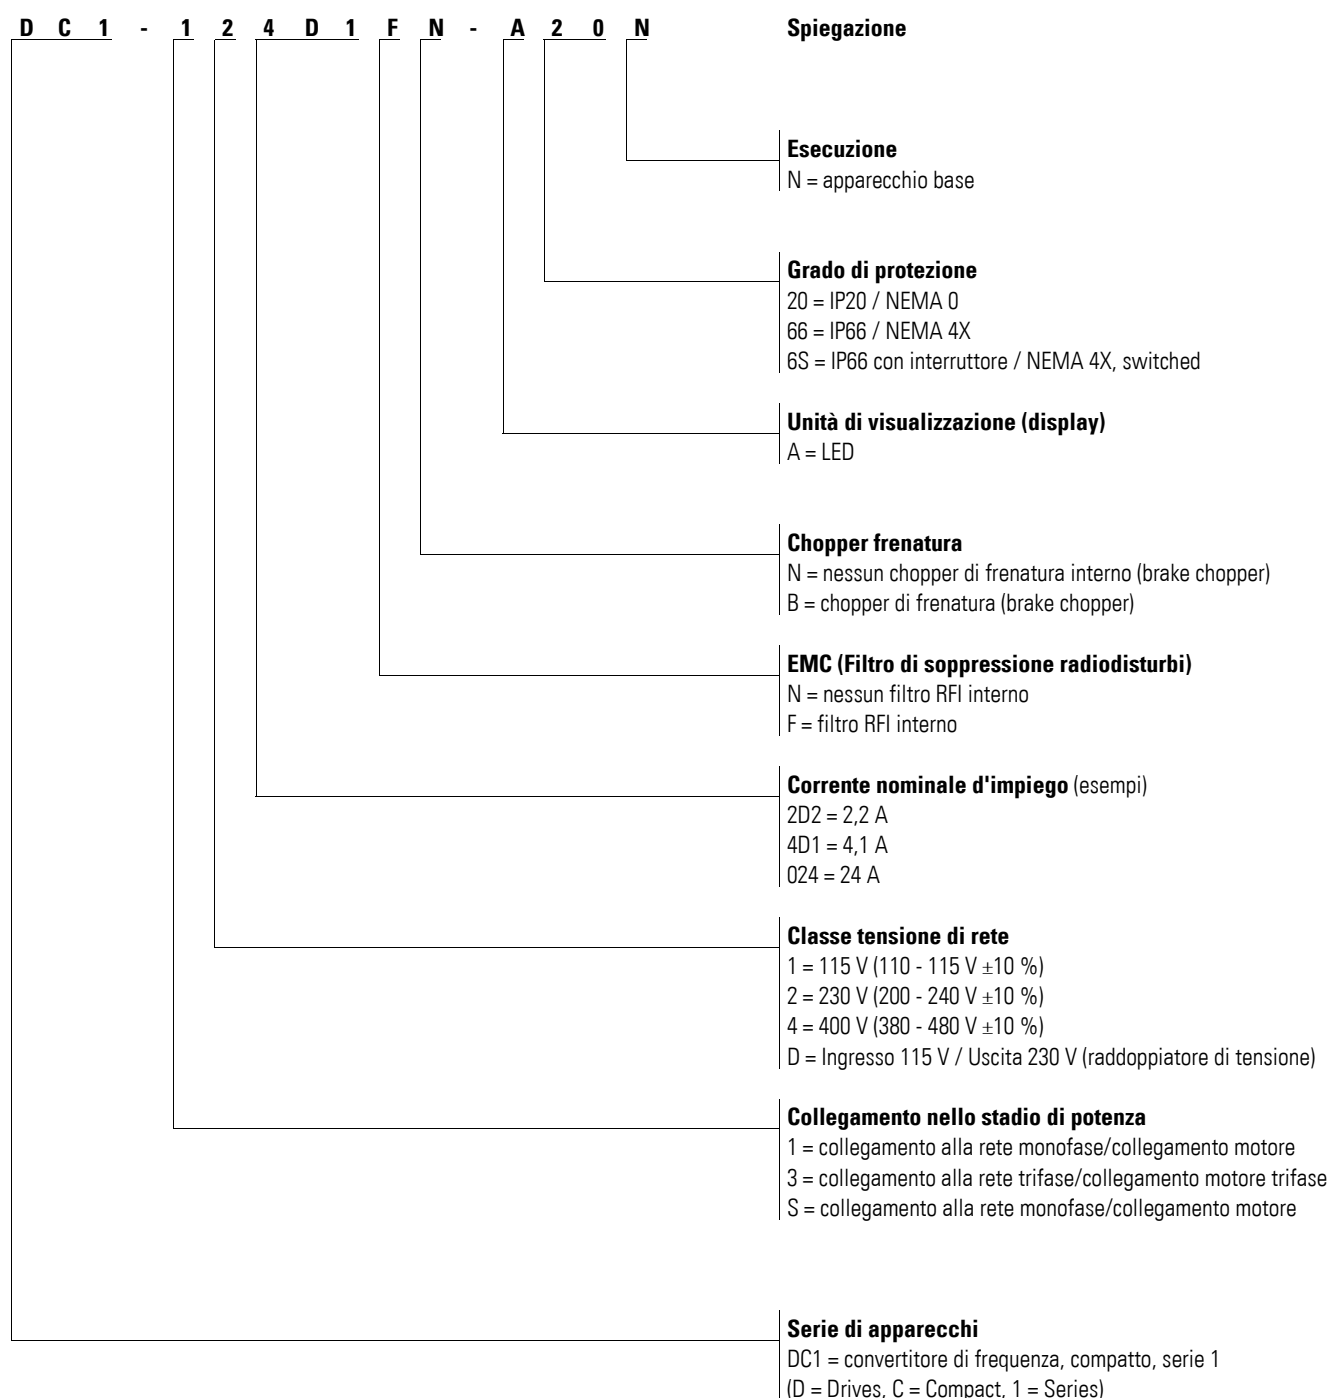 D C 1 - 1 2 4 D 1 F N - A 2 0 N Spiegazione
Esecuzione
N = apparecchio base
Grado di protezione
20 = IP20 / NEMA 0
66 = IP66 / NEMA 4X
6S = IP66 con interruttore / NEMA 4X, switched
Unità di visualizzazione (display)
A = LED
Chopper frenatura
N = nessun chopper di frenatura interno (brake chopper)
B = chopper di frenatura (brake chopper)
EMC (Filtro di soppressione radiodisturbi)
N = nessun filtro RFI interno
F = filtro RFI interno
Corrente nominale d'impiego (esempi)
2D2 = 2,2 A
4D1 = 4,1 A
024 = 24 A
Classe tensione di rete
1 = 115 V (110 - 115 V ±10 %)
2 = 230 V (200 - 240 V ±10 %)
4 = 400 V (380 - 480 V ±10 %)
D = Ingresso 115 V / Uscita 230 V (raddoppiatore di tensione)
Collegamento nello stadio di potenza
1 = collegamento alla rete monofase/collegamento motore
3 = collegamento alla rete trifase/collegamento motore trifase
S = collegamento alla rete monofase/collegamento motore
Serie di apparecchi
DC1 = convertitore di frequenza, compatto, serie 1
(D = Drives, C = Compact, 1 = Series)